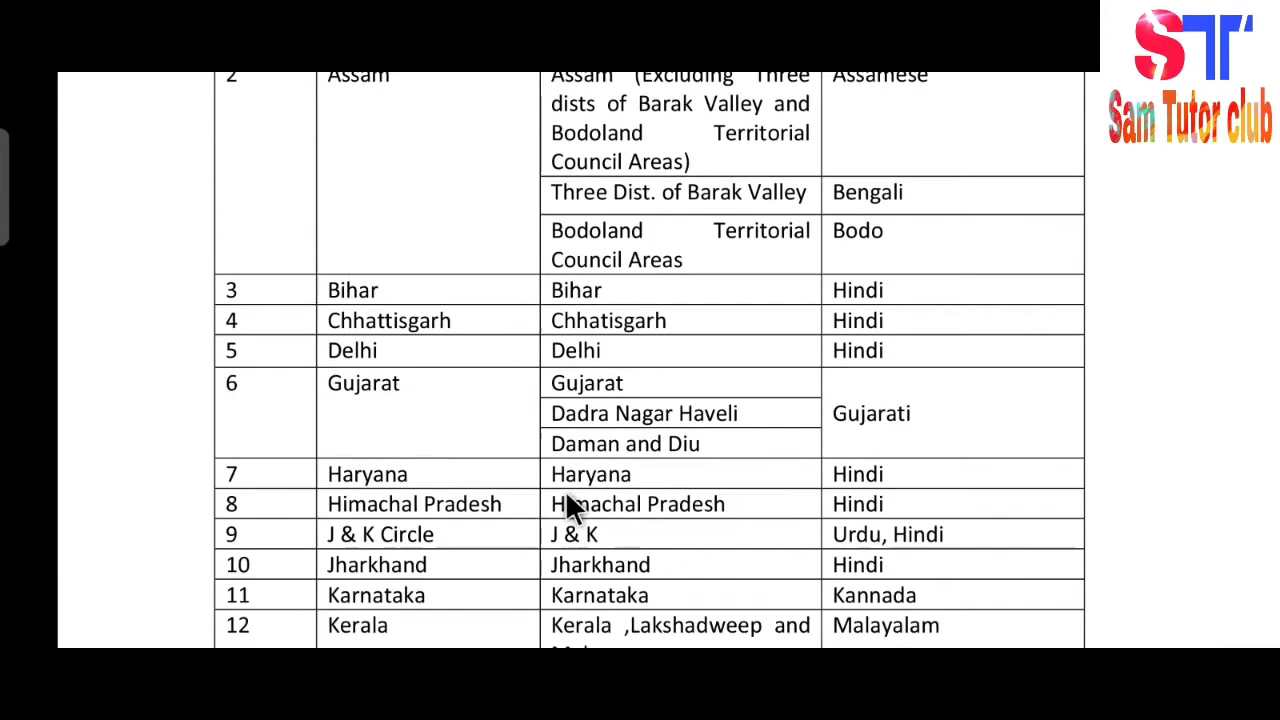 ST
Sam Tutor club
2 Assam Assam (Excluding Three Assamese
dists of Barak Valley and
Bodoland Territorial
Council Areas)
Three Dist. of Barak Valley Bengali
Bodoland Territorial Bodo
Council Areas
3 Bihar Bihar Hindi
4 Chhattisgarh Chhatisgarh Hindi
5 Delhi Delhi Hindi
6 Gujarat Gujarat
Dadra Nagar Haveli Gujarati
Daman and Diu
7 Haryana Haryana Hindi
8 Himachal Pradesh Himachal Pradesh Hindi
9 J & K Circle J & K Urdu, Hindi
10 Jharkhand Jharkhand Hindi
11 Karnataka Karnataka Kannada
12 Kerala Kerala ,Lakshadweep and Malayalam